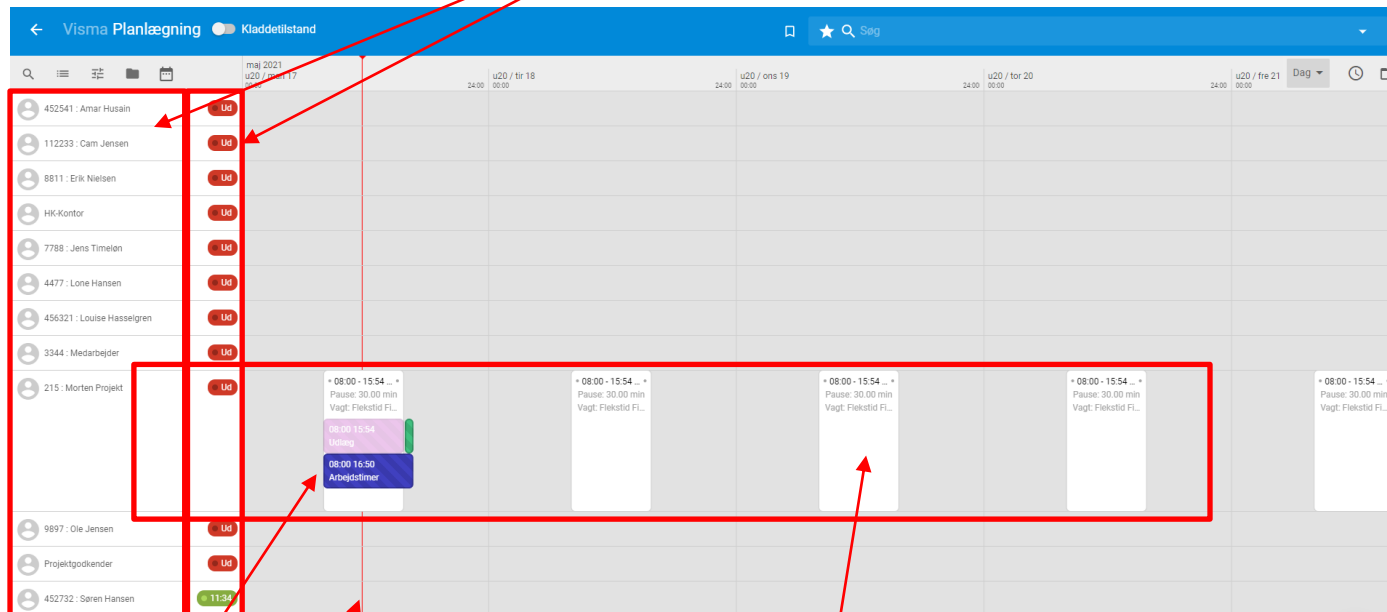 Visma Planlægning Kladdetilstand Søg
maj 2021
u20 / man 17 u20 / tir 18 u20 / ons 19 u20 / tor 20 u20 / fre 21 Dag
00:00 24:00 00:00 24:00 00:00 24:00 00:00 24:00 00:00
452541 : Amar Husain Ud
112233 : Cam Jensen Ud
8811 : Erik Nielsen Ud
HK-Kontor Ud
7788 : Jens Timeløn Ud
4477 : Lone Hansen Ud
456321 : Louise Hasselgren Ud
3344 : Medarbejder Ud
215 : Morten Projekt Ud
08:00 - 15:54 ... 08:00 - 15:54 ... 08:00 - 15:54 ... 08:00 - 15:54 ... 08:00 - 15:54 ...
Pause: 30.00 min Pause: 30.00 min Pause: 30.00 min Pause: 30.00 min Pause: 30.00 min
Vagt: Flekstid Fi... Vagt: Flekstid Fi... Vagt: Flekstid Fi... Vagt: Flekstid Fi... Vagt: Flekstid Fi...
08:00 15:54
Udlæg
08:00 16:50
Arbejdstimer
9897 : Ole Jensen Ud
Projektgodkender Ud
452732 : Søren Hansen 11:34